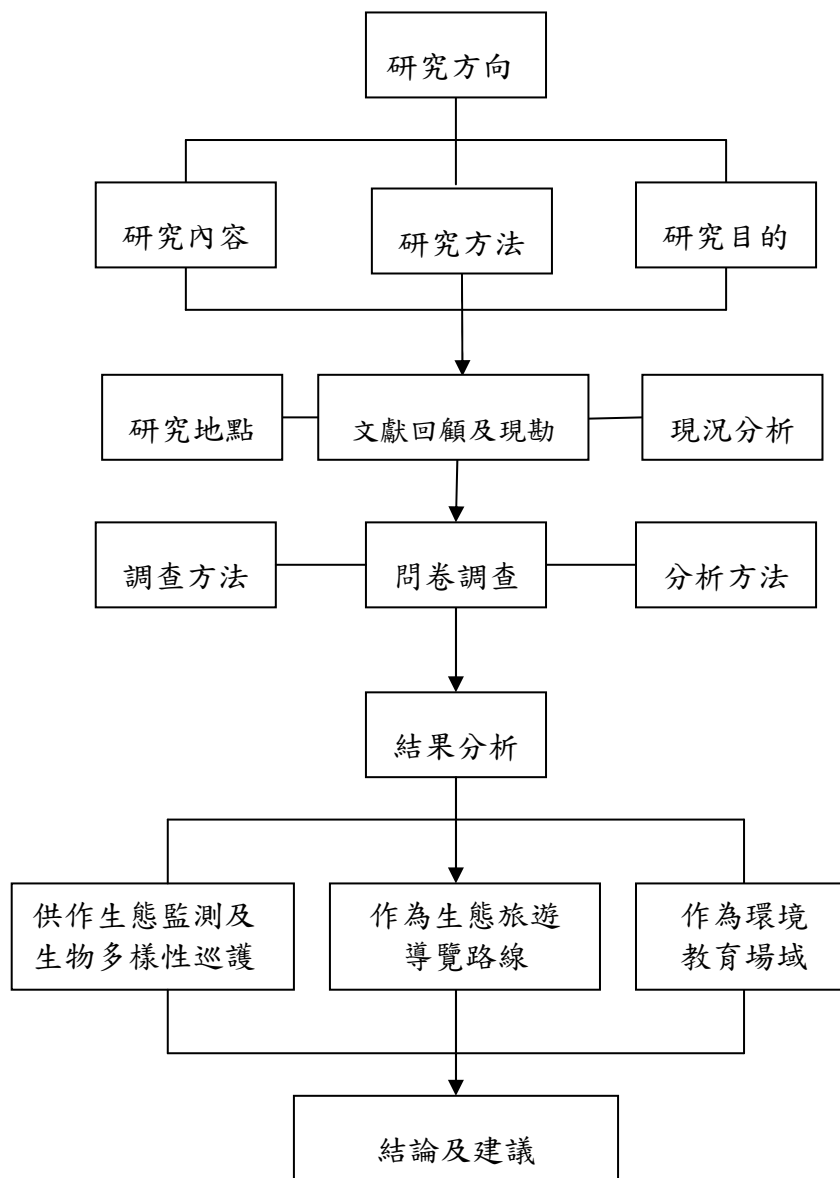 研究方向
研究內容
研究方法
研究目的
研究地點
文獻回顧及現勘
現況分析
調查方法
問卷調查
分析方法
結果分析
供作生態監測及
生物多樣性巡護
作為生態旅遊
導覽路線
作為環境
教育場域
結論及建議